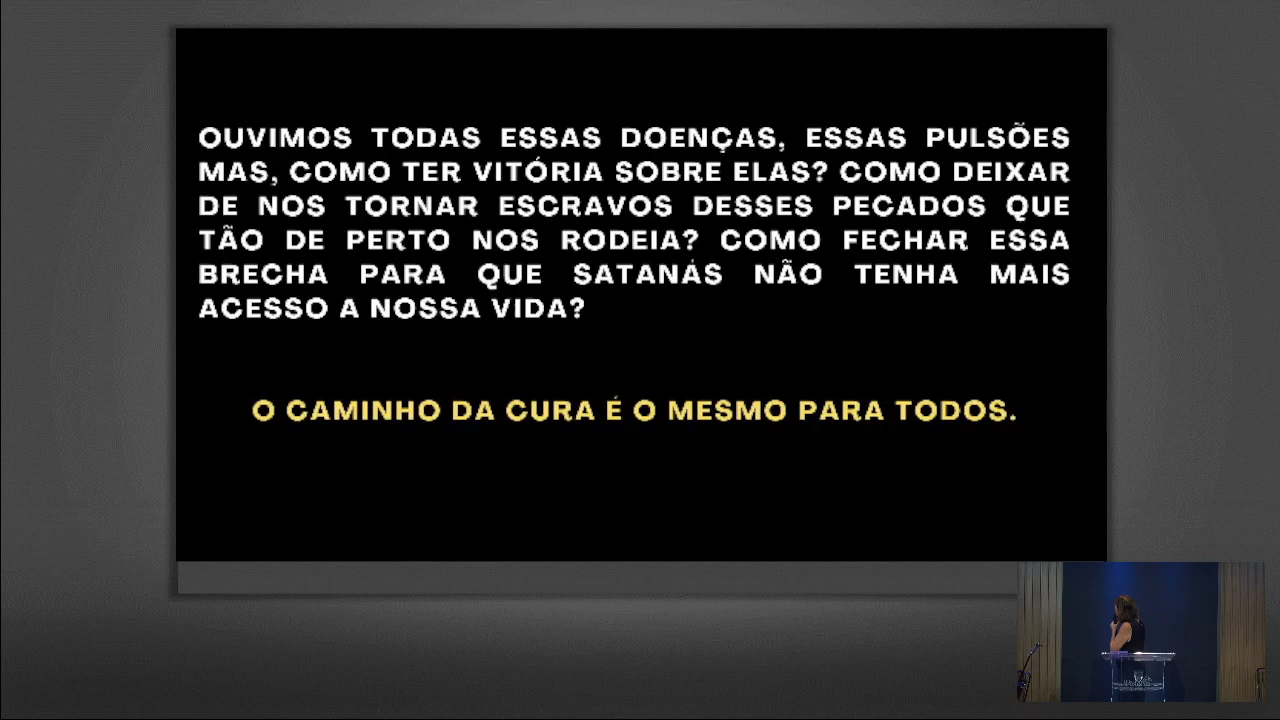 OUVIMOS TODAS ESSAS DOENÇAS, ESSAS PULSÕES
MAS, COMO TER VITÓRIA SOBRE ELAS? COMO DEIXAR
DE NOS TORNAR ESCRAVOS DESSES PECADOS QUE
TÃO DE PERTO NOS RODEIA? COMO FECHAR ESSA
BRECHA PARA QUE SATANÁS NÃO TENHA MAIS
ACESSO A NOSSA VIDA?
O CAMINHO DA CURA É O MESMO PARA TODOS.